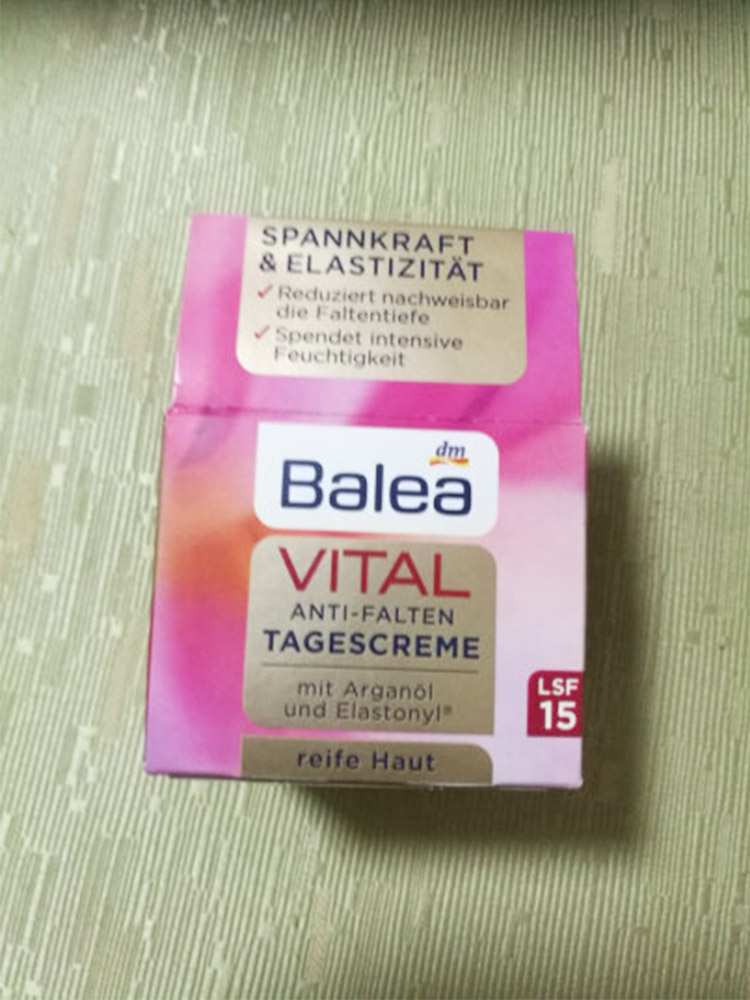 SPANNKRAFT
& ELASTIZITÄT
✓ Reduziert nachweisbar
die Faltentiefe
✓ Spendet intensive
Feuchtigkeit
dm
Balea
VITAL
ANTI-FALTEN
TAGESCREME
mit Arganöl
und Elastonyl®
LSF
15
reife Haut